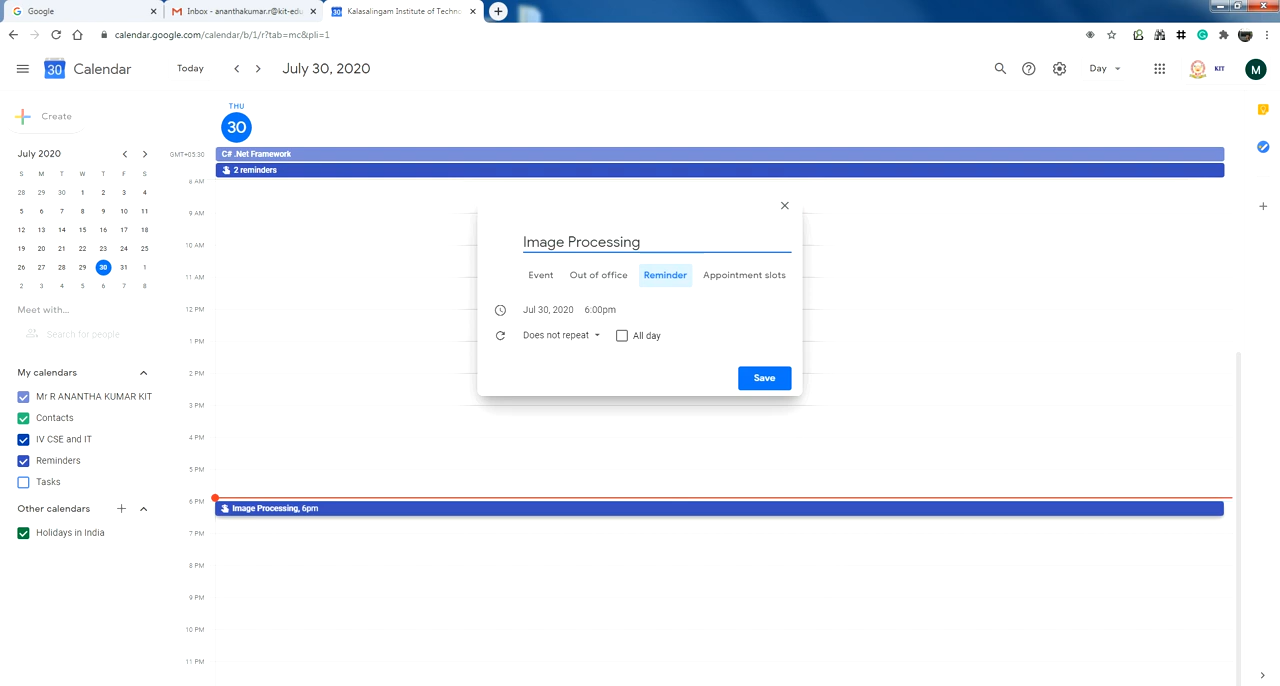 Google
Inbox - ananthakumar.r@kit-edu
Kalasalingam Institute of Techno
calendar.google.com/calendar/b/1/r?tab=mc&pli=1
30 Calendar Today July 30, 2020 Day KIT M
THU
30
Create
July 2020
GMT+05:30 C# .Net Framework
2 reminders
S M T W T F S
28 29 30 1 2 3 4
5 6 7 8 9 10 11
12 13 14 15 16 17 18
19 20 21 22 23 24 25
26 27 28 29 30 31 1
2 3 4 5 6 7 8
Meet with...
Search for people
My calendars
Mr R ANANTHA KUMAR KIT
Contacts
IV CSE and IT
Reminders
Tasks
Other calendars
Holidays in India
8 AM
9 AM
10 AM
11 AM
12 PM
1 PM
2 PM
3 PM
4 PM
5 PM
6 PM
7 PM
8 PM
9 PM
10 PM
11 PM
Image Processing
Event Out of office Reminder Appointment slots
Jul 30, 2020 6:00pm
Does not repeat All day
Save
Image Processing, 6pm